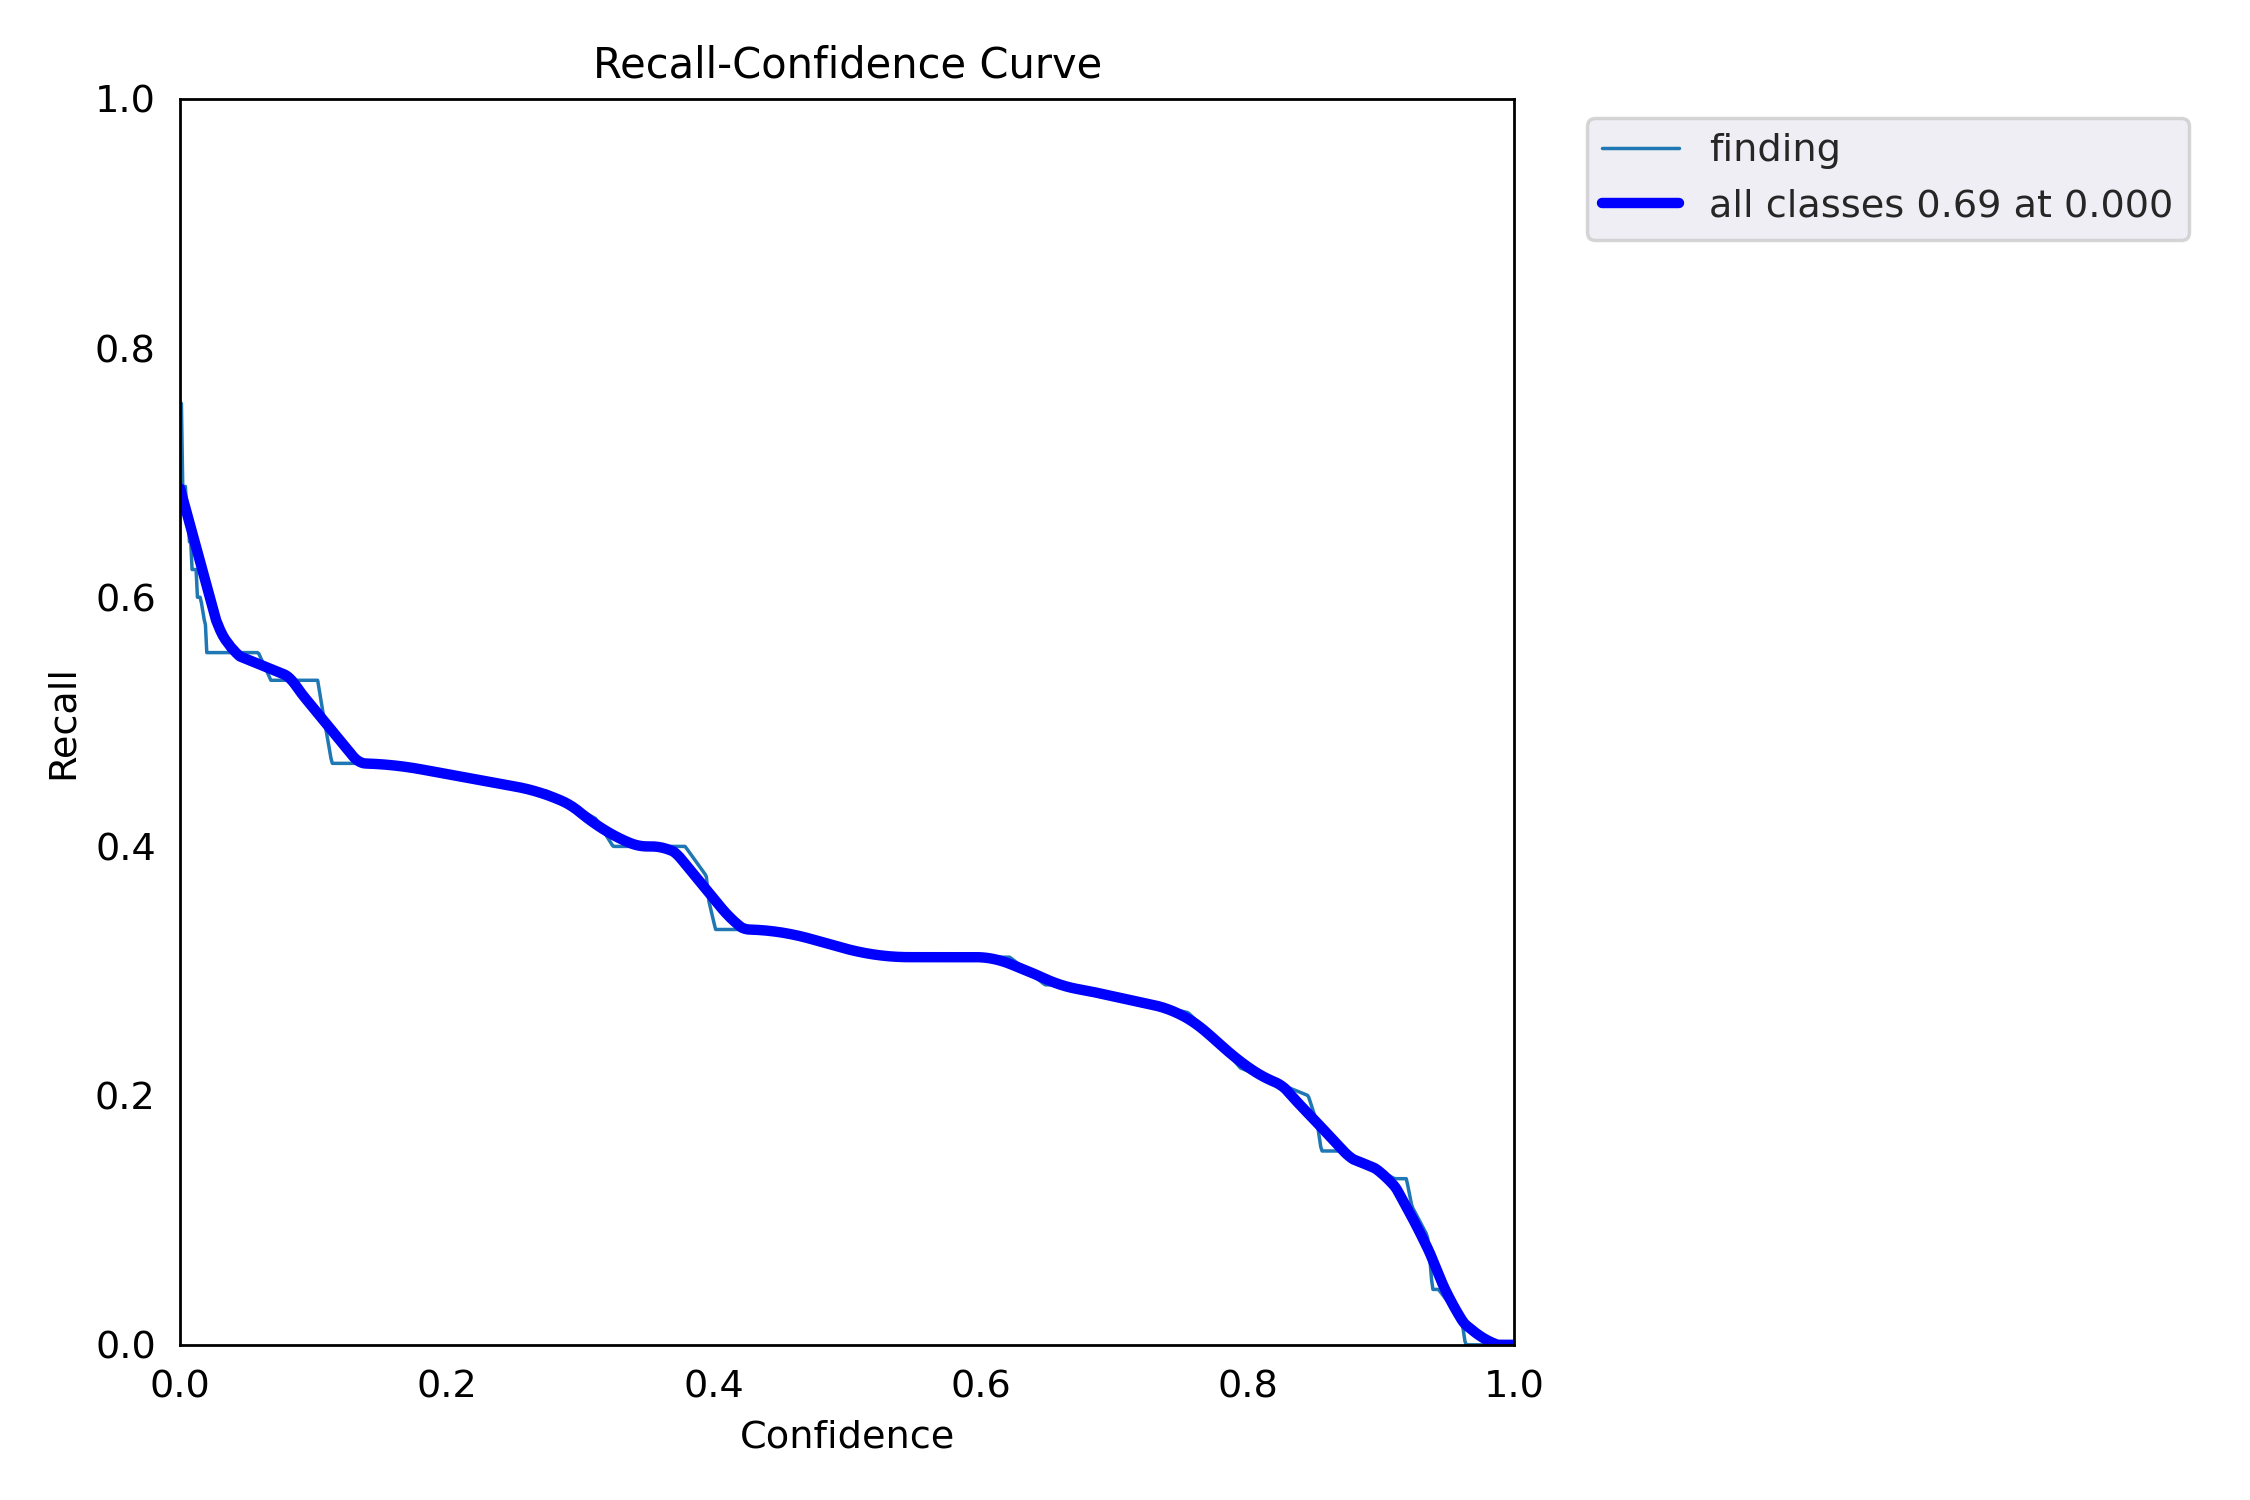 Recall-Confidence Curve
1.0
0.8
0.6
0.4
0.2
0.0
Recall
0.0 0.2 0.4 0.6 0.8 1.0
Confidence
finding
all classes 0.69 at 0.000